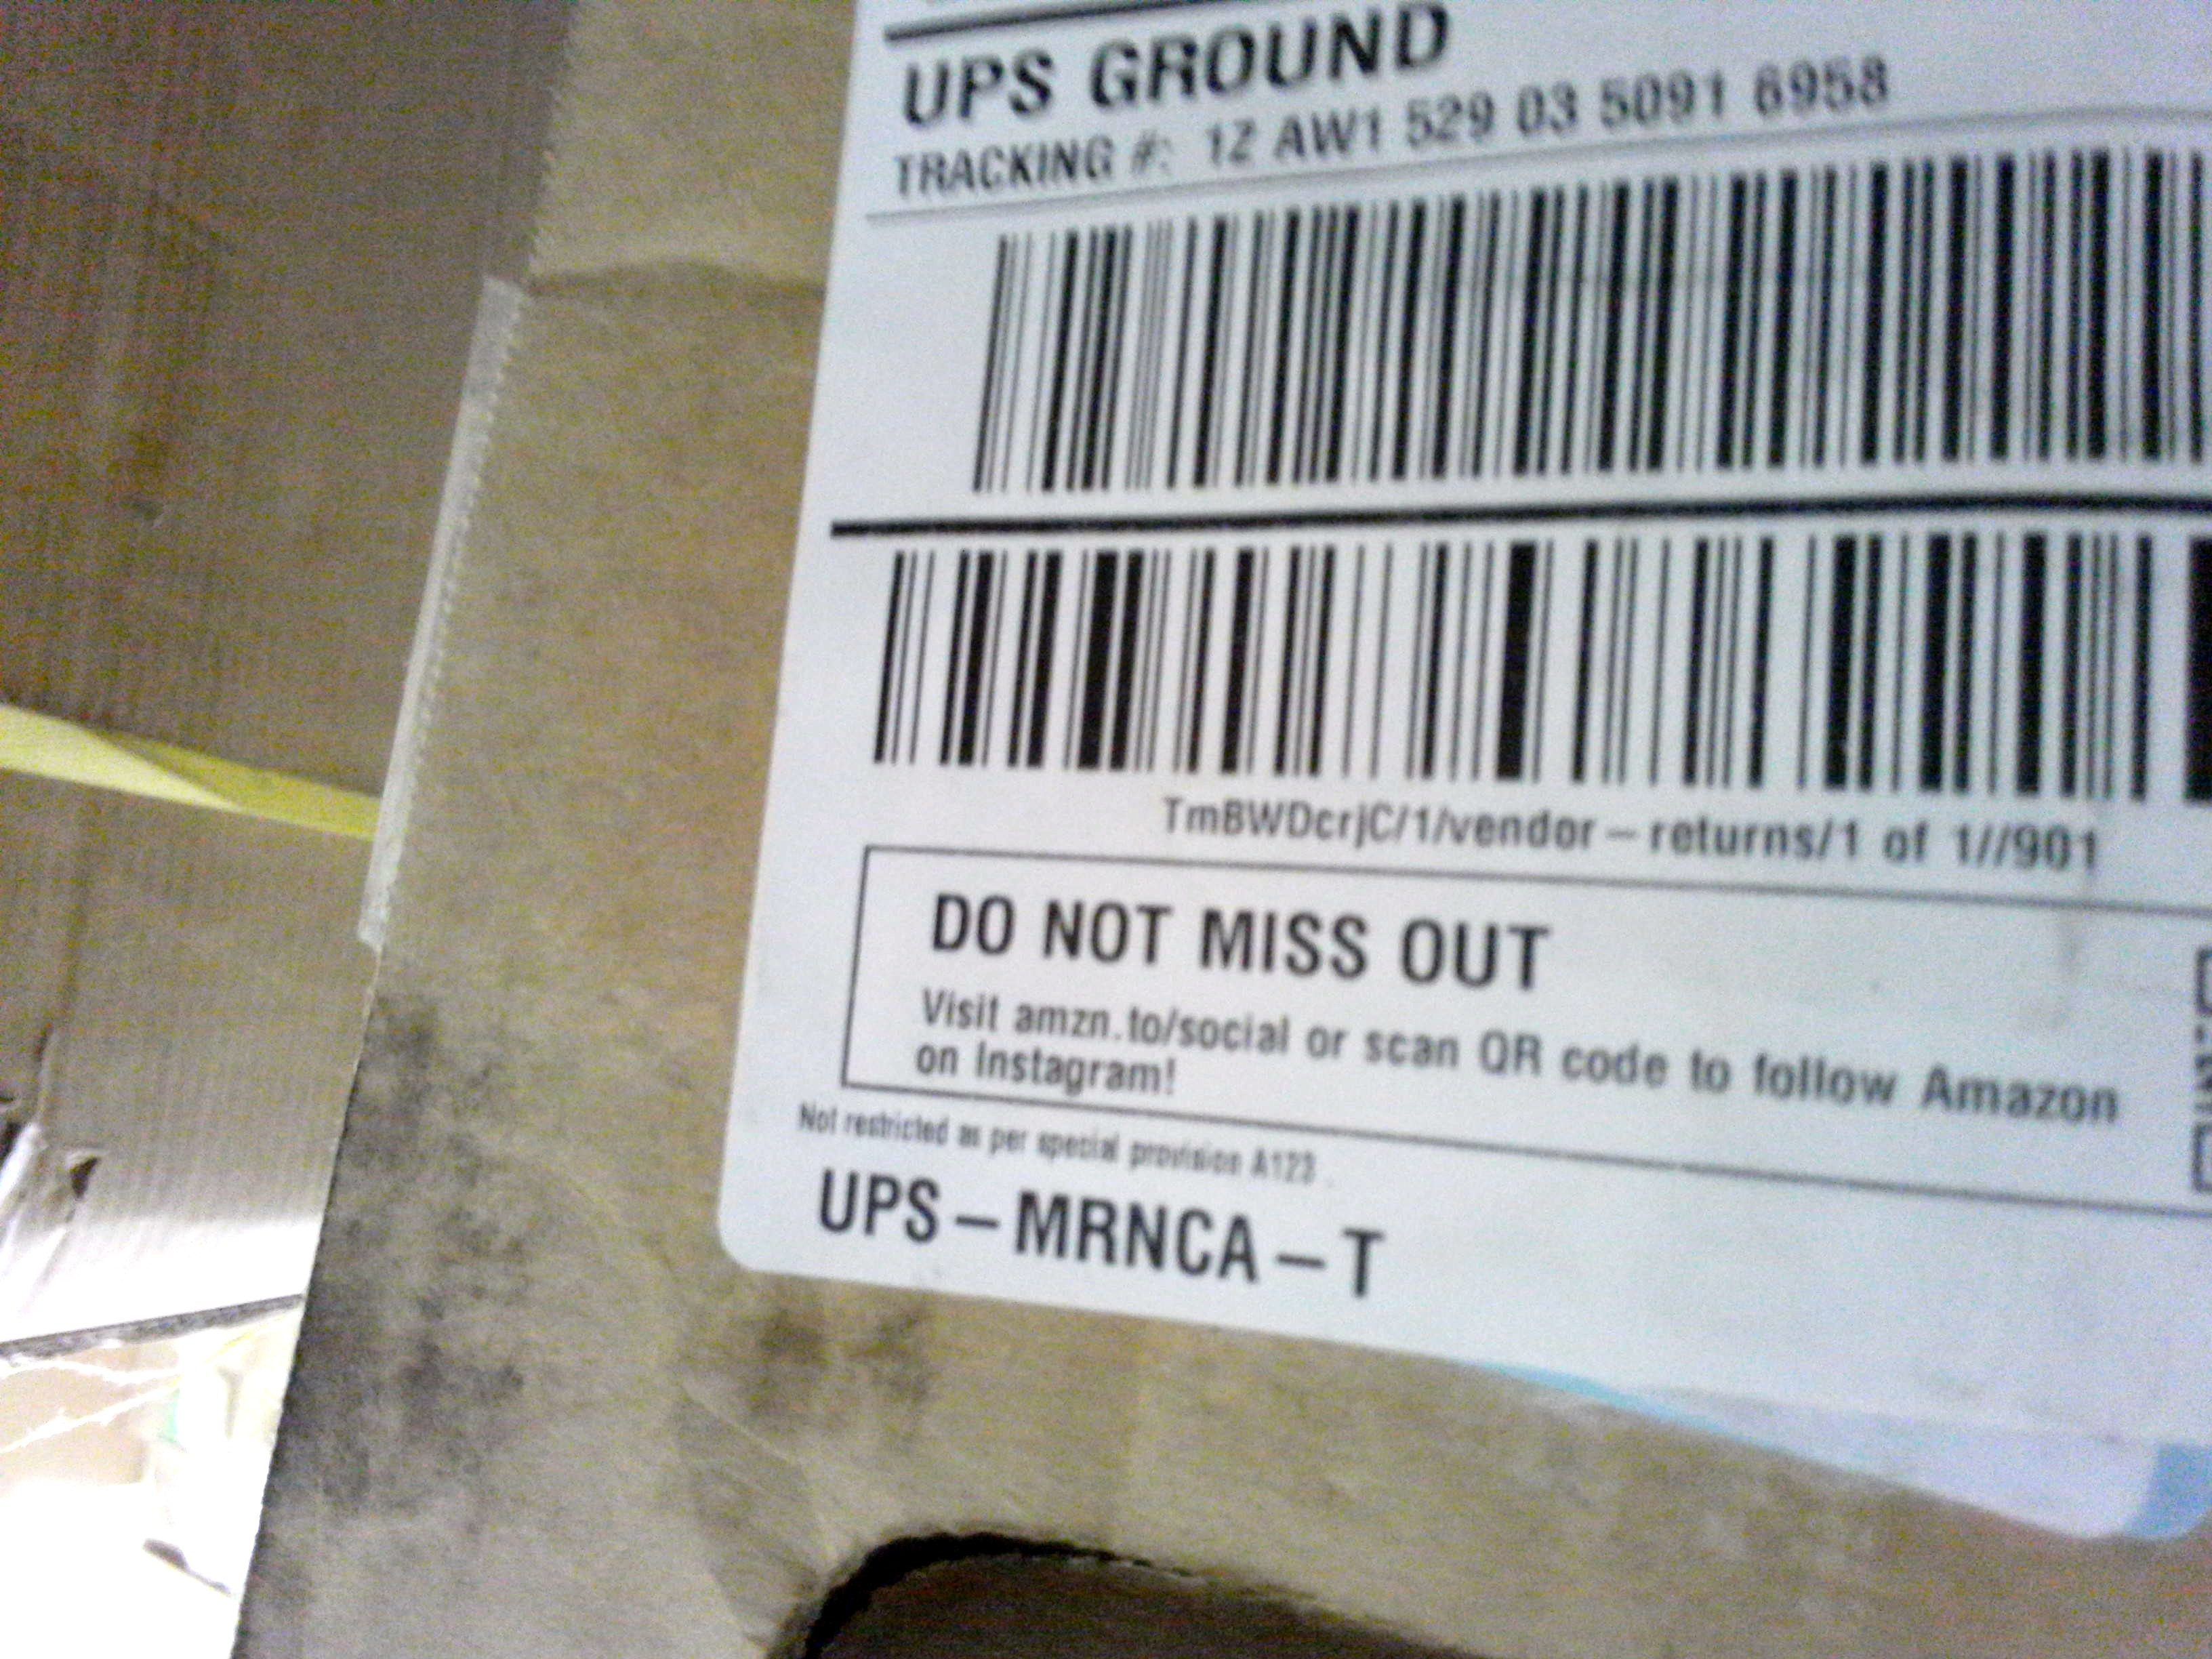 UPS GROUND
TRACKING #: 1Z AW1 529 03 5091 6958
TmBWDcrjC/1/vendor-returns/1 of 1//901
DO NOT MISS OUT
Visit amzn.to/social or scan QR code to follow Amazon
on Instagram!
Not restricted as per special provision A123
UPS-MRNCA-T